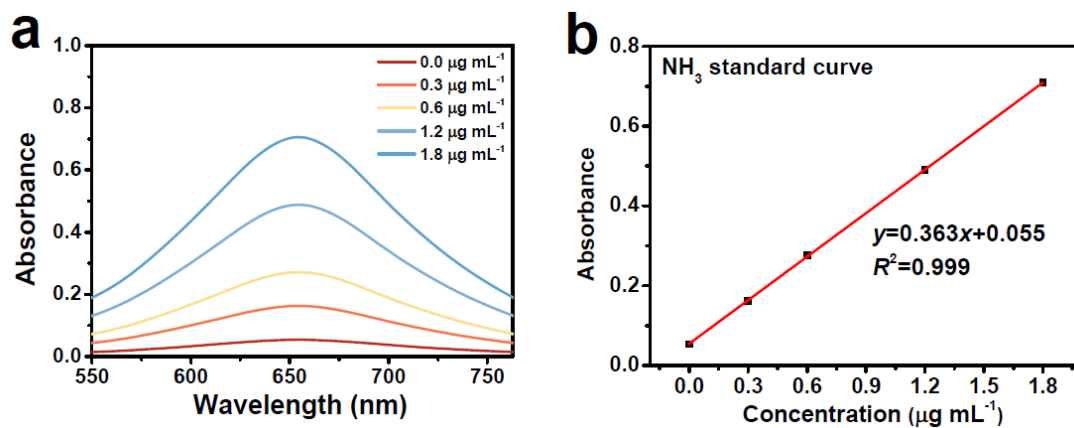 a
1.0
0.8
0.6
0.4
0.2
0.0
Absorbance
0.0 μg mL⁻¹
0.3 μg mL⁻¹
0.6 μg mL⁻¹
1.2 μg mL⁻¹
1.8 μg mL⁻¹
550 600 650 700 750
Wavelength (nm)
b
0.8
0.6
0.4
0.2
0.0
Absorbance
NH₃ standard curve
y=0.363x+0.055
R²=0.999
0.0 0.3 0.6 0.9 1.2 1.5 1.8
Concentration (μg mL⁻¹)